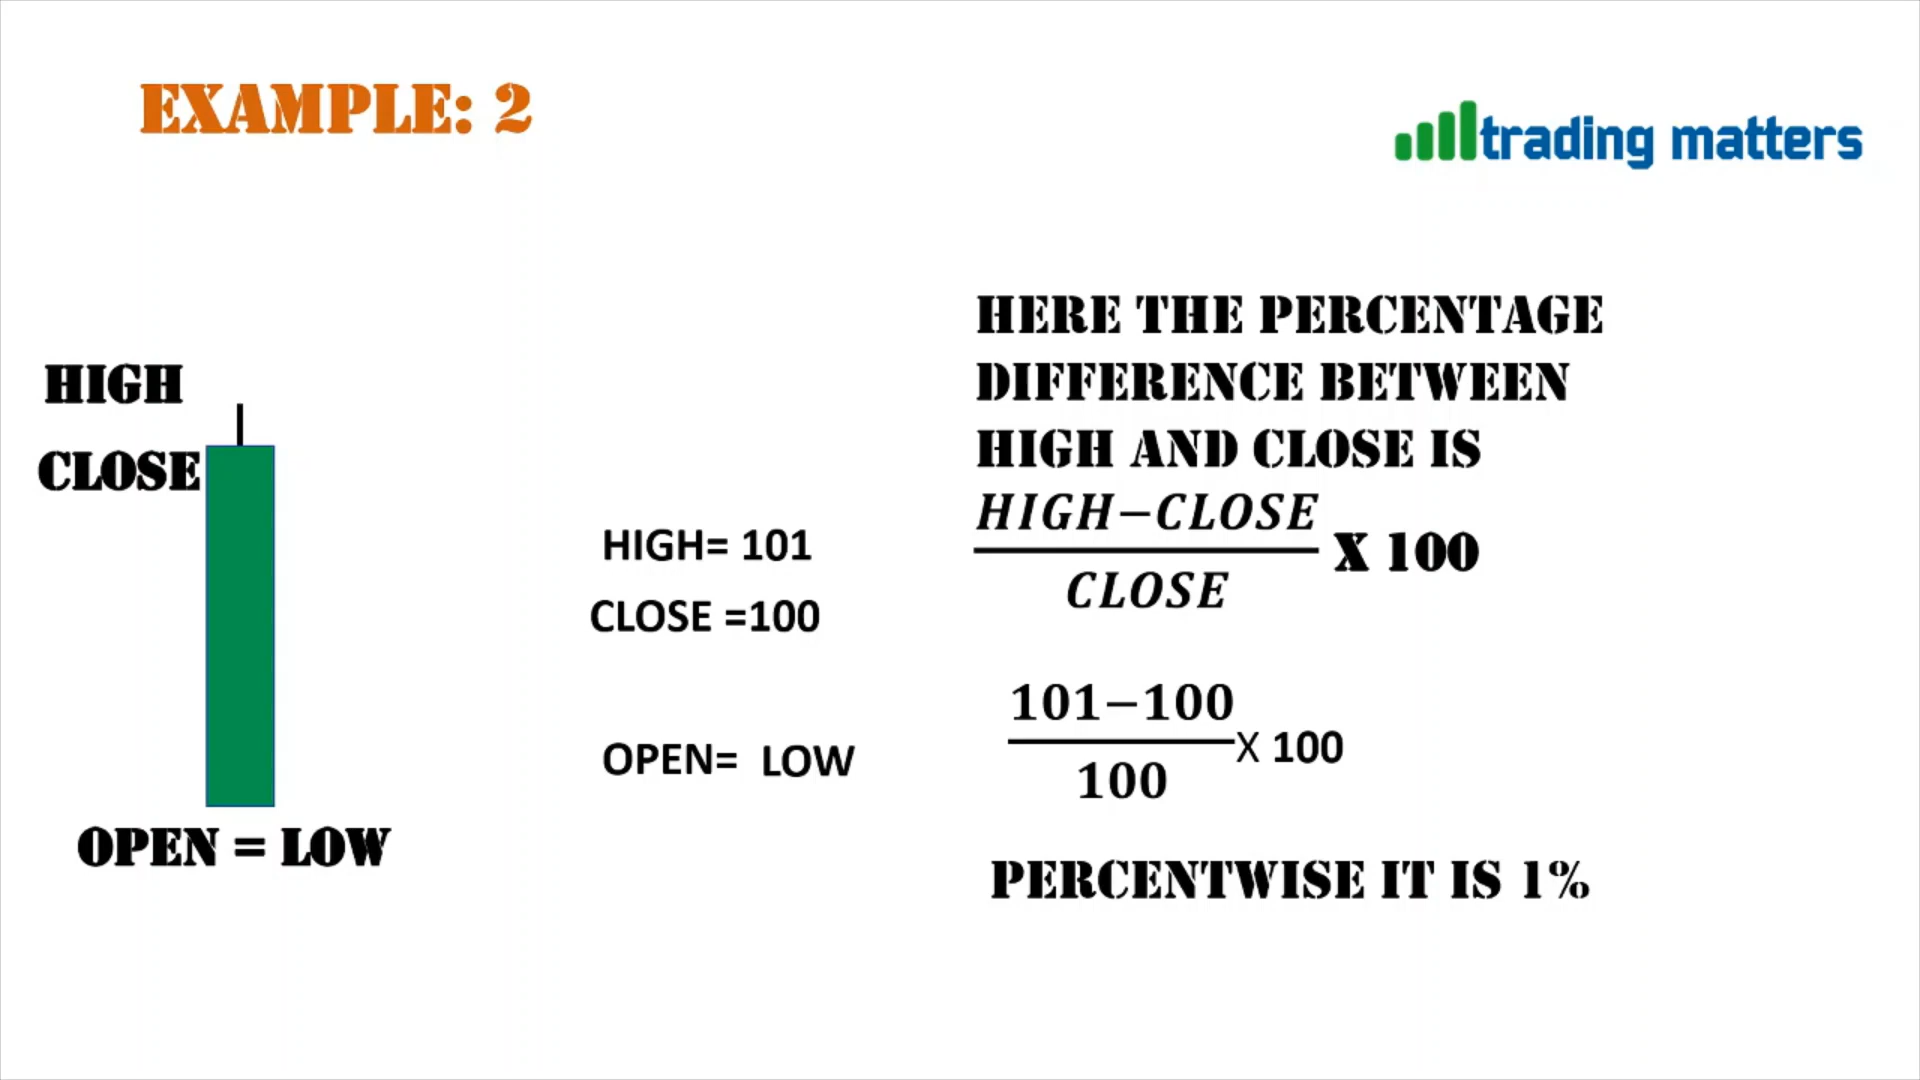 EXAMPLE: 2
trading matters
HIGH
CLOSE
OPEN = LOW
HIGH= 101
CLOSE =100
OPEN= LOW
HERE THE PERCENTAGE
DIFFERENCE BETWEEN
HIGH AND CLOSE IS
HIGH−CLOSE
X 100
CLOSE
101−100
X 100
100
PERCENTWISE IT IS 1%